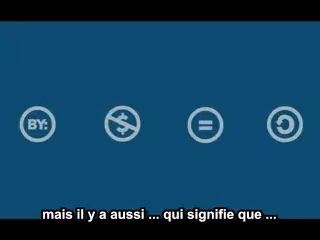 BY:
$
=
mais il y a aussi ... qui signifie que ...